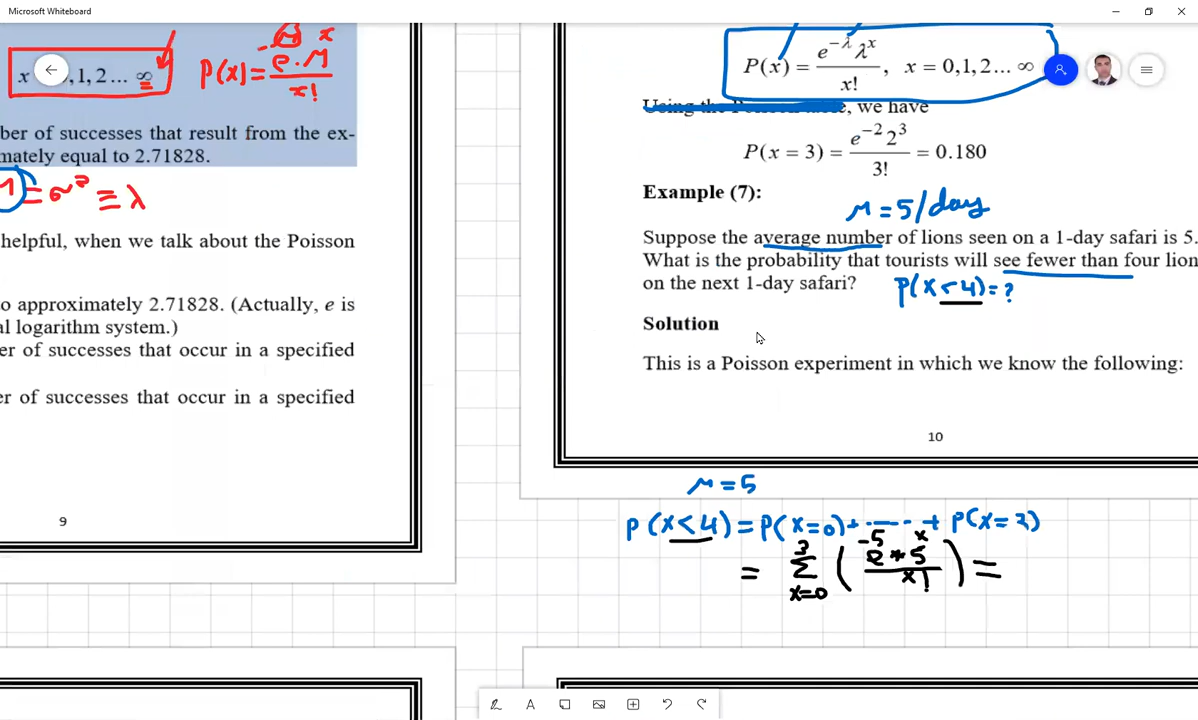 Microsoft Whiteboard
x
, 1, 2 ... ∞
P(x) = e . M
x!
ber of successes that result from the ex-
mately equal to 2.71828.
= σ² ≡ λ
helpful, when we talk about the Poisson
o approximately 2.71828. (Actually, e is
al logarithm system.)
er of successes that occur in a specified
er of successes that occur in a specified
9
P(x) = e^−λ λ^x / x! , x = 0,1,2 ... ∞
Using the Poisson table, we have
P(x = 3) = e^−2 2^3 / 3! = 0.180
Example (7):
M = 5/day
Suppose the average number of lions seen on a 1-day safari is 5.
What is the probability that tourists will see fewer than four lion
on the next 1-day safari?
P(x < 4) = ?
Solution
This is a Poisson experiment in which we know the following:
10
M = 5
P(x < 4) = P(x=0) + ---- + P(x=3)
= Σ x=0 3 ( e^-5 * 5^x / x! ) =